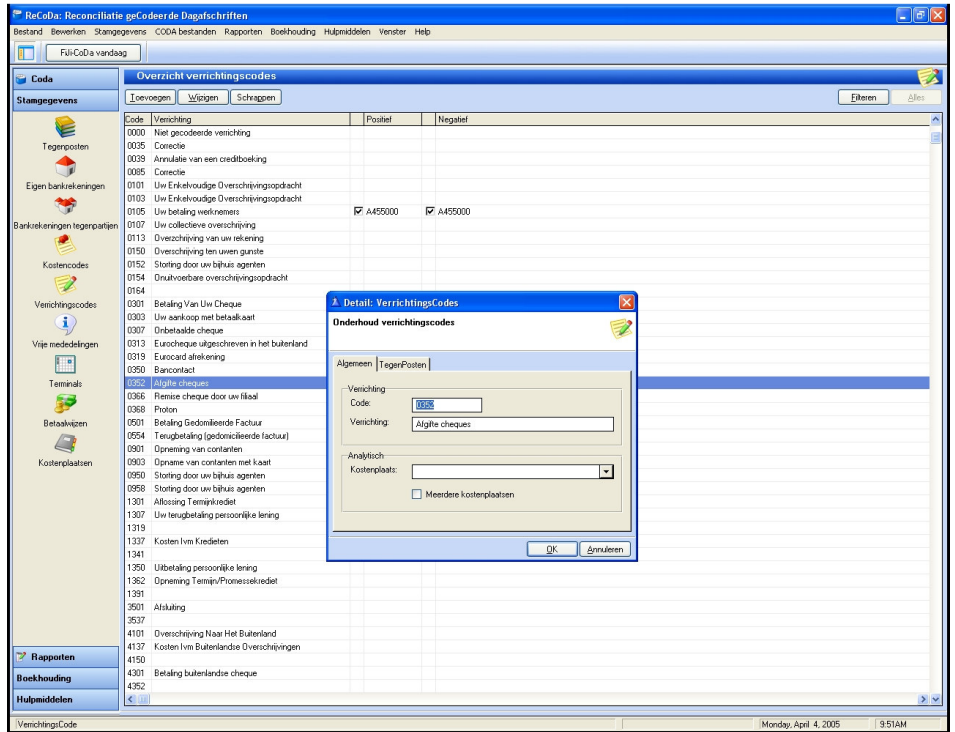 ReCoDa: Reconciliatie geCodeerde Dagafschriften
Bestand Bewerken Stamgegevens CODA bestanden Rapporten Boekhouding Hulpmiddelen Venster Help
FiJi-CoDa vandaag
Coda
Stamgegevens
Tegenposten
Eigen bankrekeningen
Bankrekeningen tegenpartijen
Kostencodes
Verrichtingscodes
Vrije mededelingen
Terminals
Betaalwijzen
Kostenplaatsen
Rapporten
Boekhouding
Hulpmiddelen
Overzicht verrichtingscodes
Toevoegen Wijzigen Schrappen Filteren Alles
Code Verrichting Positief Negatief
0000 Niet gecodeerde verrichting
0035 Correctie
0039 Annulatie van een creditboeking
0085 Correctie
0101 Uw Enkelvoudige Overschrijvingsopdracht
0103 Uw Enkelvoudige Overschrijvingsopdracht
0105 Uw betaling werknemers A455000 A455000
0107 Uw collectieve overschrijving
0113 Overzchrijving van uw rekening
0150 Overschrijving ten uwen gunste
0152 Storting door uw bijhuis agenten
0154 Onuitvoerbare overschrijvingsopdracht
0164
0301 Betaling Van Uw Cheque
0303 Uw aankoop met betaalkaart
0307 Onbetaalde cheque
0313 Eurocheque uitgeschreven in het buitenland
0319 Eurocard afrekening
0350 Bancontact
0352 Afgifte cheques
0366 Remise cheque door uw filiaal
0368 Proton
0501 Betaling Gedomilieerde Factuur
0554 Terugbetaling (gedomicilieerde factuur)
0901 Opneming van contanten
0903 Opname van contanten met kaart
0950 Storting door uw bijhuis agenten
0958 Storting door uw bijhuis agenten
1301 Aflossing Termijnkrediet
1307 Uw terugbetaling persoonlijke lening
1319
1337 Kosten Ivm Kredieten
1341
1350 Uitbetaling persoonlijke lening
1362 Opneming Termijn/Promessekrediet
1391
3501 Afsluiting
3537
4101 Overschrijving Naar Het Buitenland
4137 Kosten Ivm Buitenlandse Overschrijvingen
4150
4301 Betaling buitenlandse cheque
4352
Detail: VerrichtingsCodes
Onderhoud verrichtingscodes
Algemeen TegenPosten
Verrichting
Code: 0352
Verrichting: Afgifte cheques
Analytisch
Kostenplaats:
Meerdere kostenplaatsen
OK Annuleren
VerrichtingsCode Monday, April 4, 2005 9:51AM